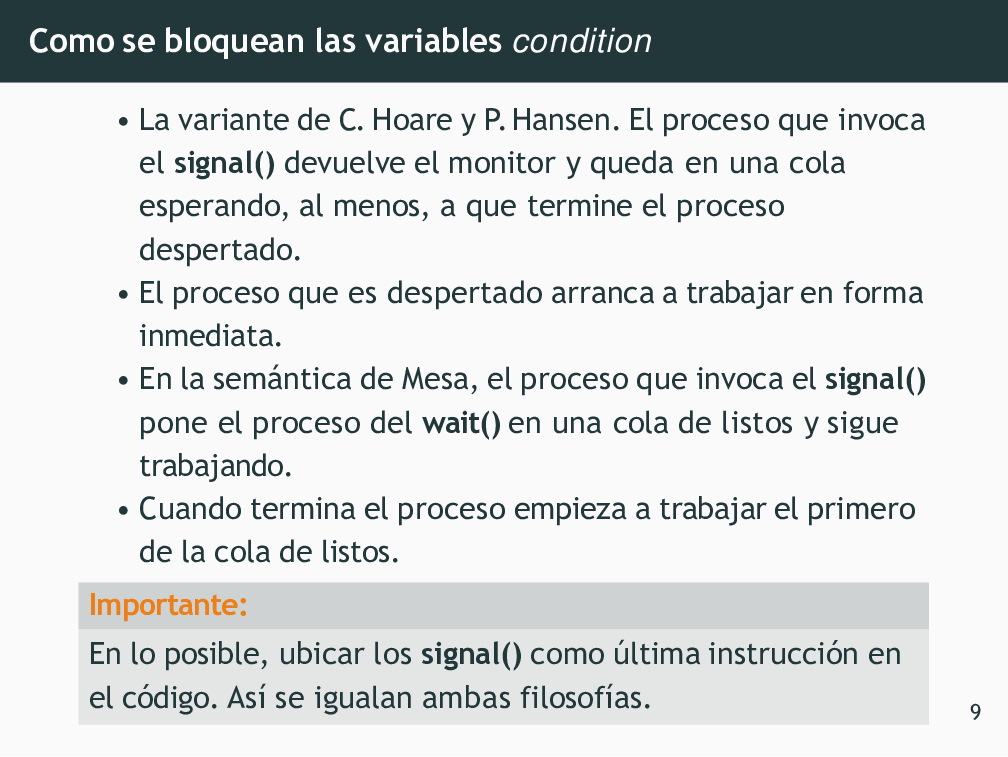 Como se bloquean las variables condition
• La variante de C. Hoare y P. Hansen. El proceso que invoca
el signal() devuelve el monitor y queda en una cola
esperando, al menos, a que termine el proceso
despertado.
• El proceso que es despertado arranca a trabajar en forma
inmediata.
• En la semántica de Mesa, el proceso que invoca el signal()
pone el proceso del wait() en una cola de listos y sigue
trabajando.
• Cuando termina el proceso empieza a trabajar el primero
de la cola de listos.
Importante:
En lo posible, ubicar los signal() como última instrucción en
el código. Así se igualan ambas filosofías.
9